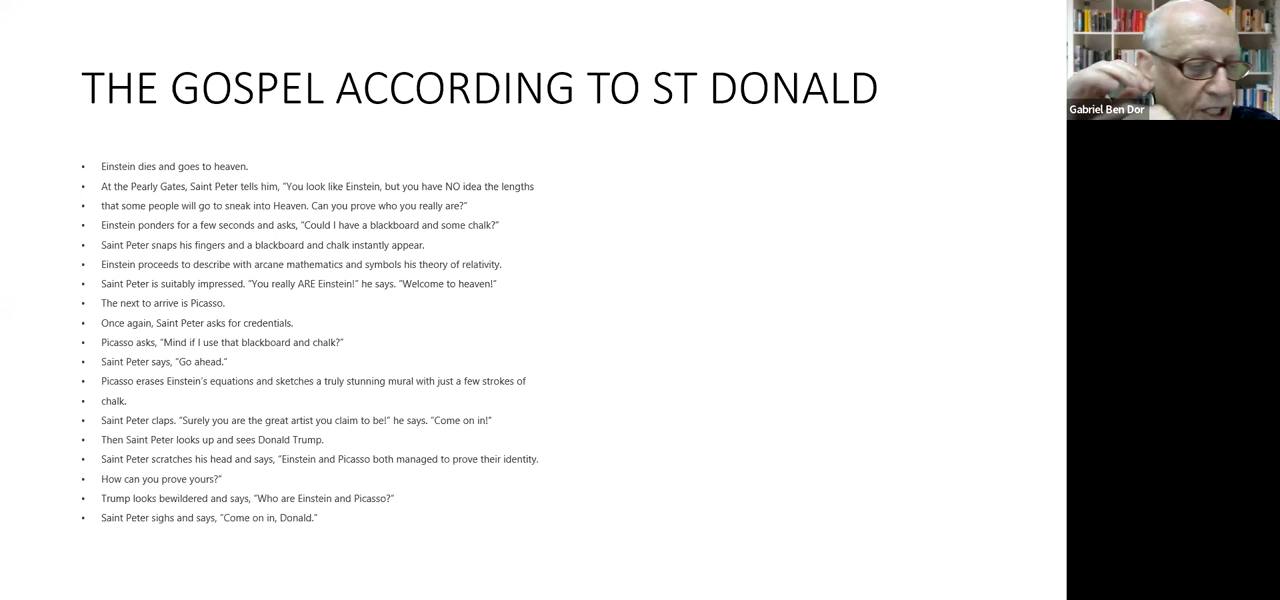 THE GOSPEL ACCORDING TO ST DONALD
• Einstein dies and goes to heaven.
• At the Pearly Gates, Saint Peter tells him, “You look like Einstein, but you have NO idea the lengths
• that some people will go to sneak into Heaven. Can you prove who you really are?”
• Einstein ponders for a few seconds and asks, “Could I have a blackboard and some chalk?”
• Saint Peter snaps his fingers and a blackboard and chalk instantly appear.
• Einstein proceeds to describe with arcane mathematics and symbols his theory of relativity.
• Saint Peter is suitably impressed. “You really ARE Einstein!” he says. “Welcome to heaven!”
• The next to arrive is Picasso.
• Once again, Saint Peter asks for credentials.
• Picasso asks, “Mind if I use that blackboard and chalk?”
• Saint Peter says, “Go ahead.”
• Picasso erases Einstein’s equations and sketches a truly stunning mural with just a few strokes of
• chalk.
• Saint Peter claps. “Surely you are the great artist you claim to be!” he says. “Come on in!”
• Then Saint Peter looks up and sees Donald Trump.
• Saint Peter scratches his head and says, “Einstein and Picasso both managed to prove their identity.
• How can you prove yours?”
• Trump looks bewildered and says, “Who are Einstein and Picasso?”
• Saint Peter sighs and says, “Come on in, Donald.”
Gabriel Ben Dor